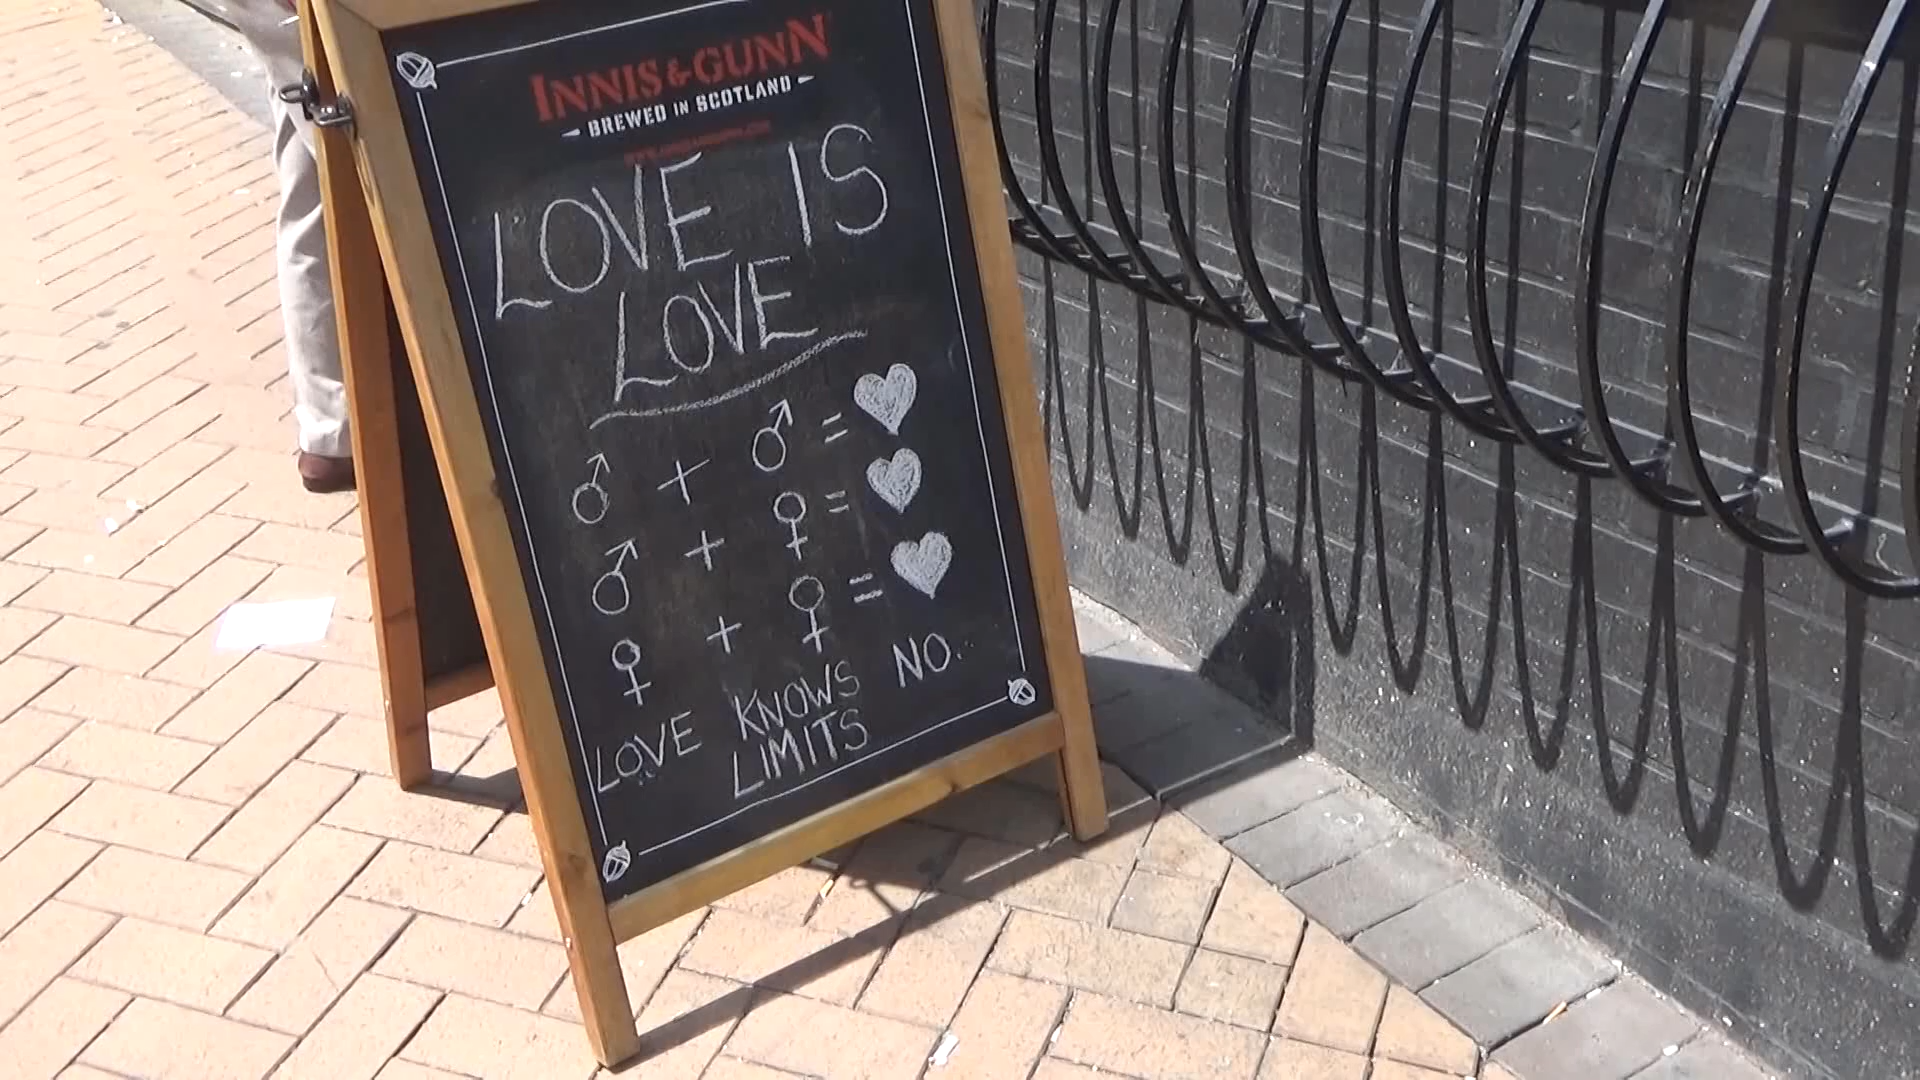 INNIS & GUNN
BREWED IN SCOTLAND
LOVE IS
LOVE
♂ + ♂ = ♥
♂ + ♀ = ♥
♀ + ♀ = ♥
LOVE KNOWS NO.
LIMITS